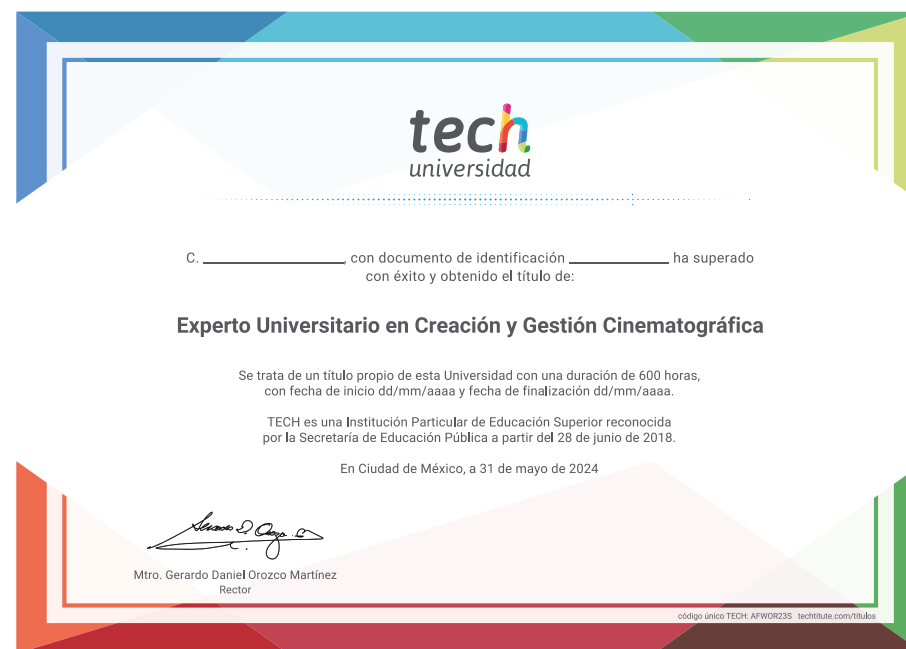 tech
universidad
C. ________________, con documento de identificación ____________ ha superado
con éxito y obtenido el título de:
Experto Universitario en Creación y Gestión Cinematográfica
Se trata de un título propio de esta Universidad con una duración de 600 horas,
con fecha de inicio dd/mm/aaaa y fecha de finalización dd/mm/aaaa.
TECH es una Institución Particular de Educación Superior reconocida
por la Secretaría de Educación Pública a partir del 28 de junio de 2018.
En Ciudad de México, a 31 de mayo de 2024
Mtro. Gerardo Daniel Orozco Martínez
Rector
código único TECH: AFWOR23S techtitute.com/titulos